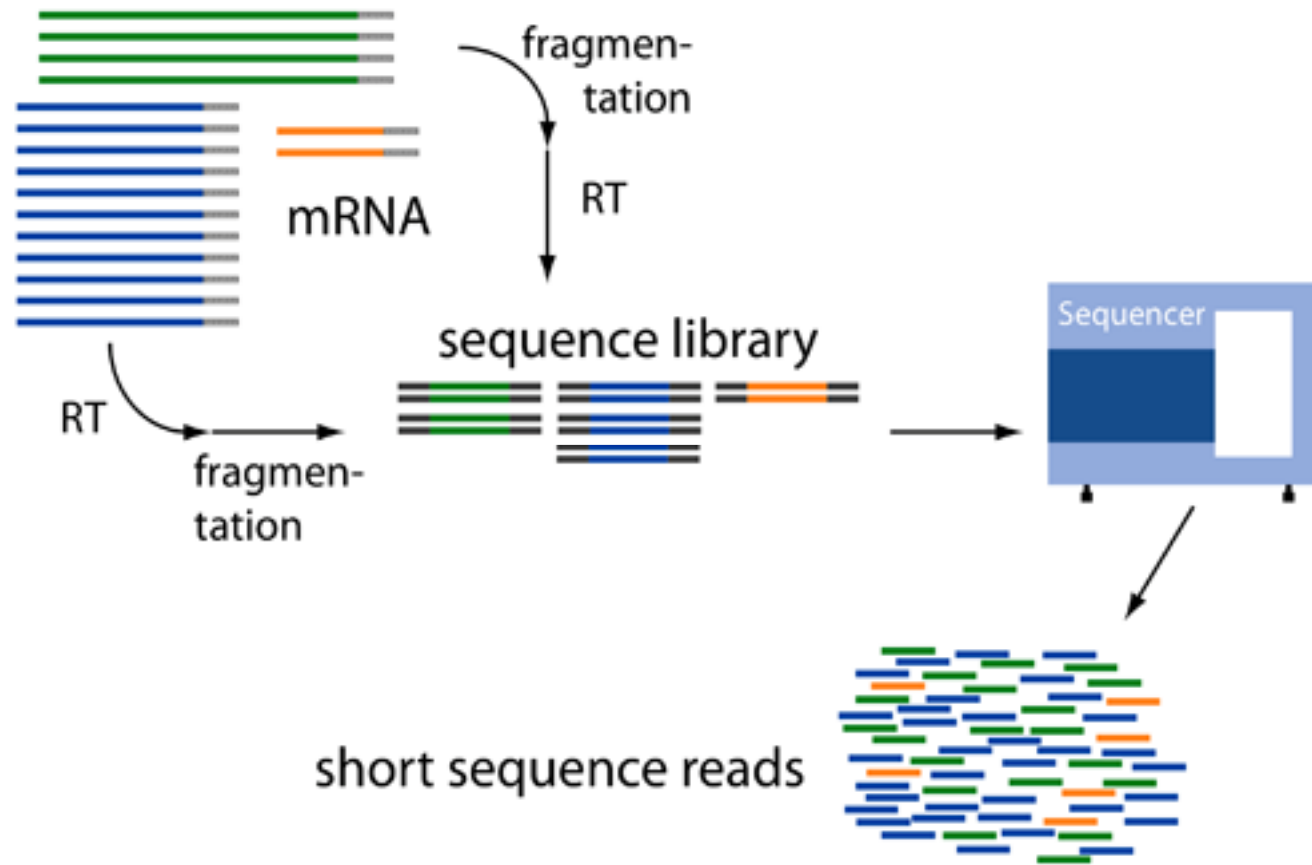 fragmen-
tation
mRNA
RT
sequence library
Sequencer
RT
fragmen-
tation
short sequence reads